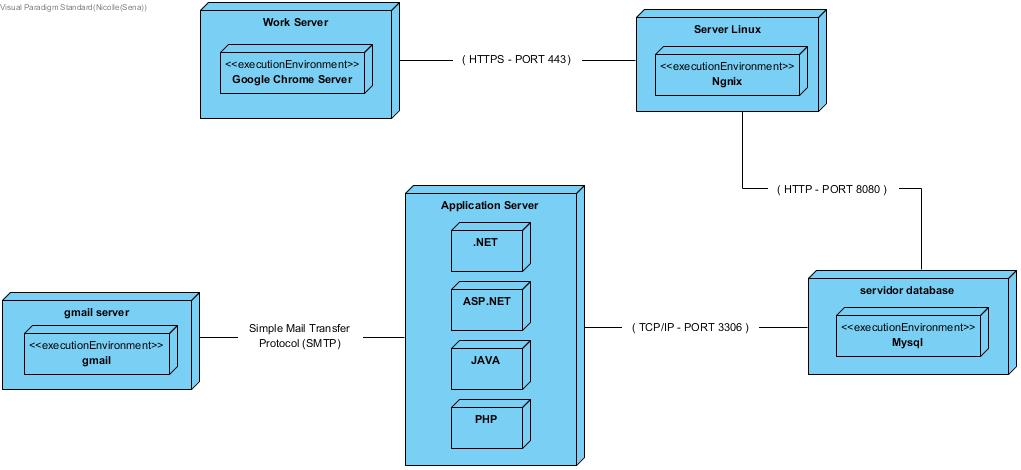 Visual Paradigm Standard(Nicolle(Sena))
Work Server
<<executionEnvironment>>
Google Chrome Server
( HTTPS - PORT 443)
Server Linux
<<executionEnvironment>>
Ngnix
( HTTP - PORT 8080 )
Application Server
.NET
ASP.NET
JAVA
PHP
gmail server
<<executionEnvironment>>
gmail
Simple Mail Transfer
Protocol (SMTP)
( TCP/IP - PORT 3306 )
servidor database
<<executionEnvironment>>
Mysql